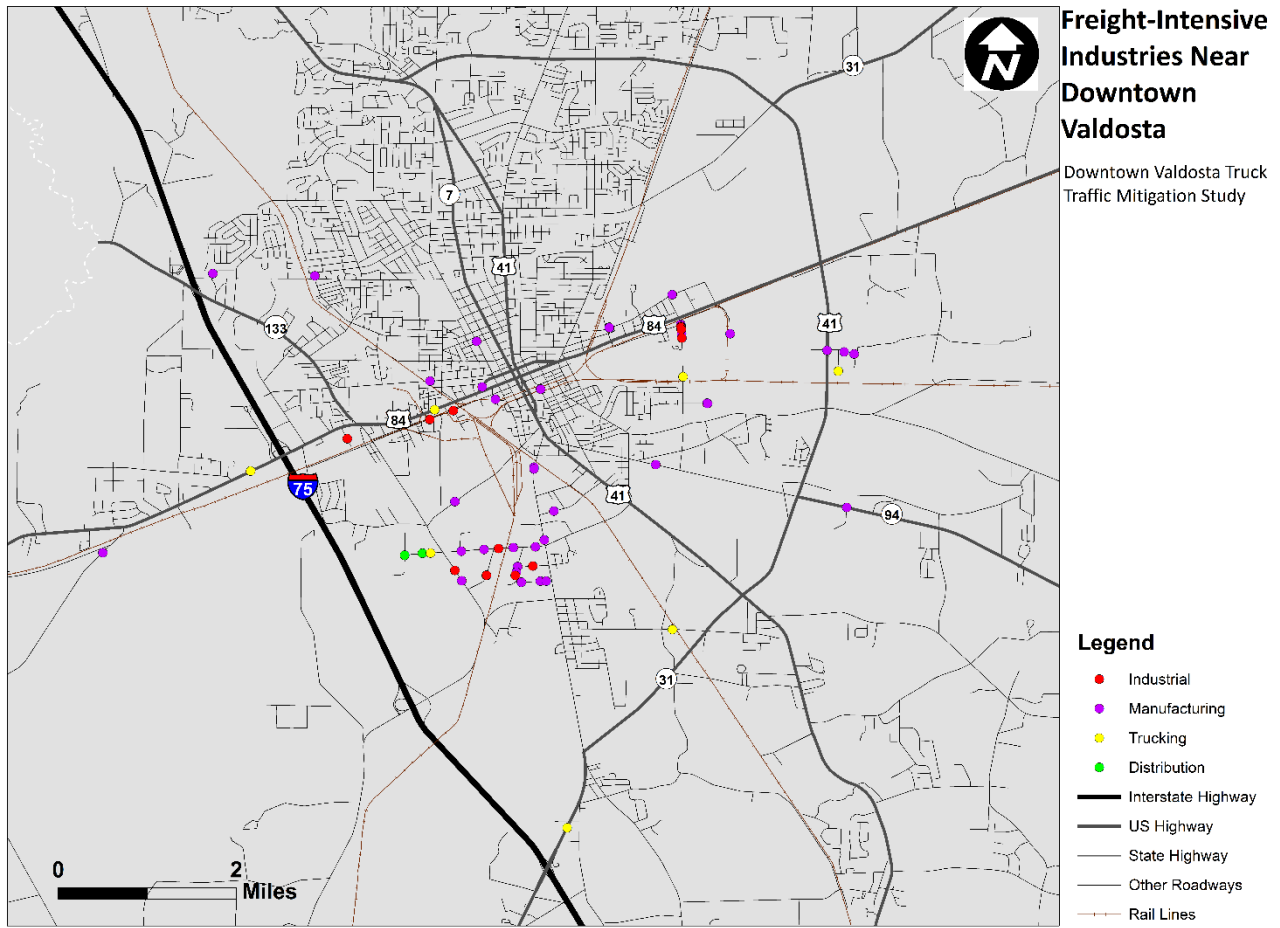 Freight-Intensive
Industries Near
Downtown
Valdosta
Downtown Valdosta Truck
Traffic Mitigation Study
N
31
7
41
84
41
133
84
75
41
94
31
0 2
Miles
Legend
Industrial
Manufacturing
Trucking
Distribution
Interstate Highway
US Highway
State Highway
Other Roadways
Rail Lines